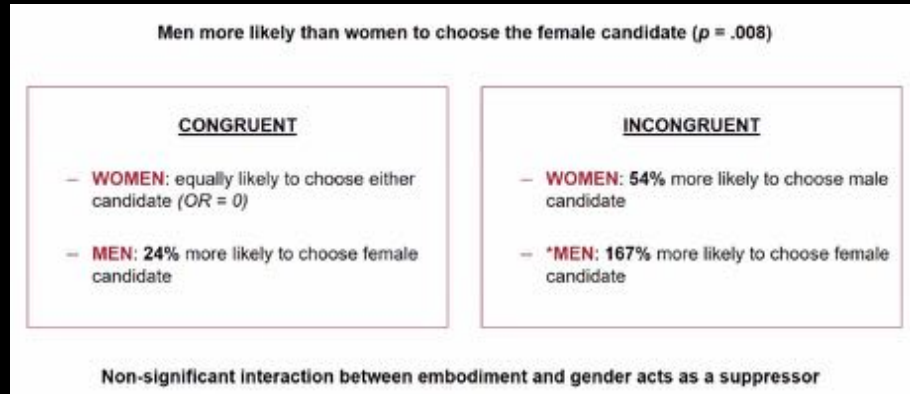 Men more likely than women to choose the female candidate (p = .008)
CONGRUENT
– WOMEN: equally likely to choose either
candidate (OR = 0)
– MEN: 24% more likely to choose female
candidate
INCONGRUENT
– WOMEN: 54% more likely to choose male
candidate
– *MEN: 167% more likely to choose female
candidate
Non-significant interaction between embodiment and gender acts as a suppressor